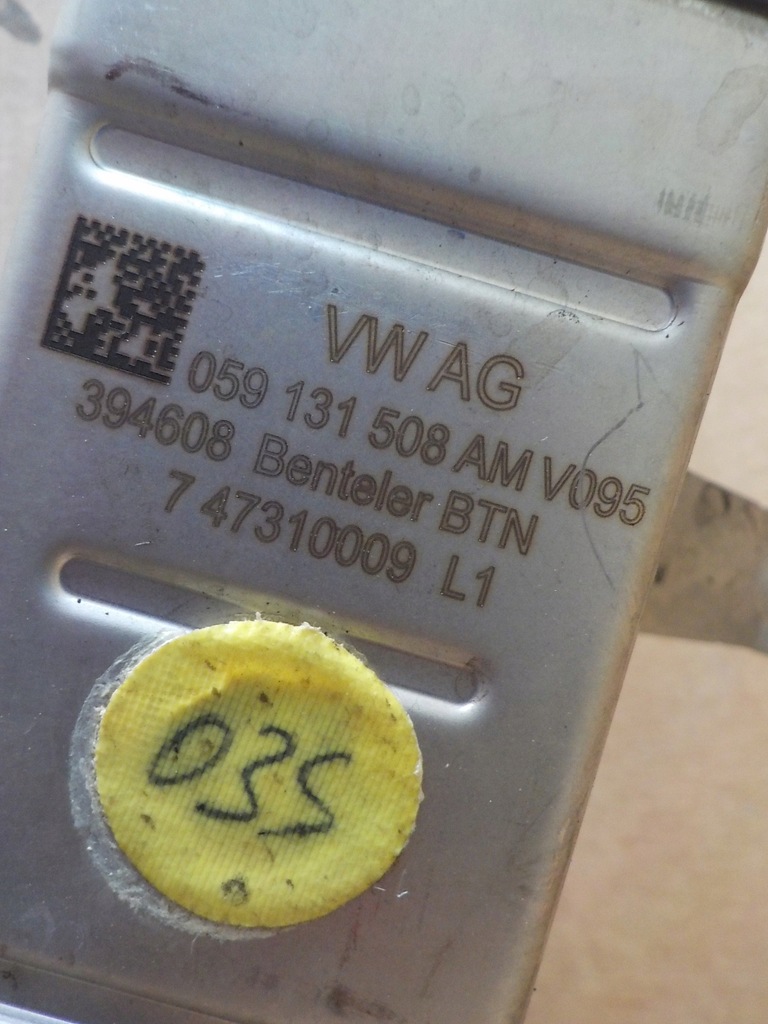 VW AG
059 131 508 AM V095
394608 Benteler BTN
7 47310009 L1
035